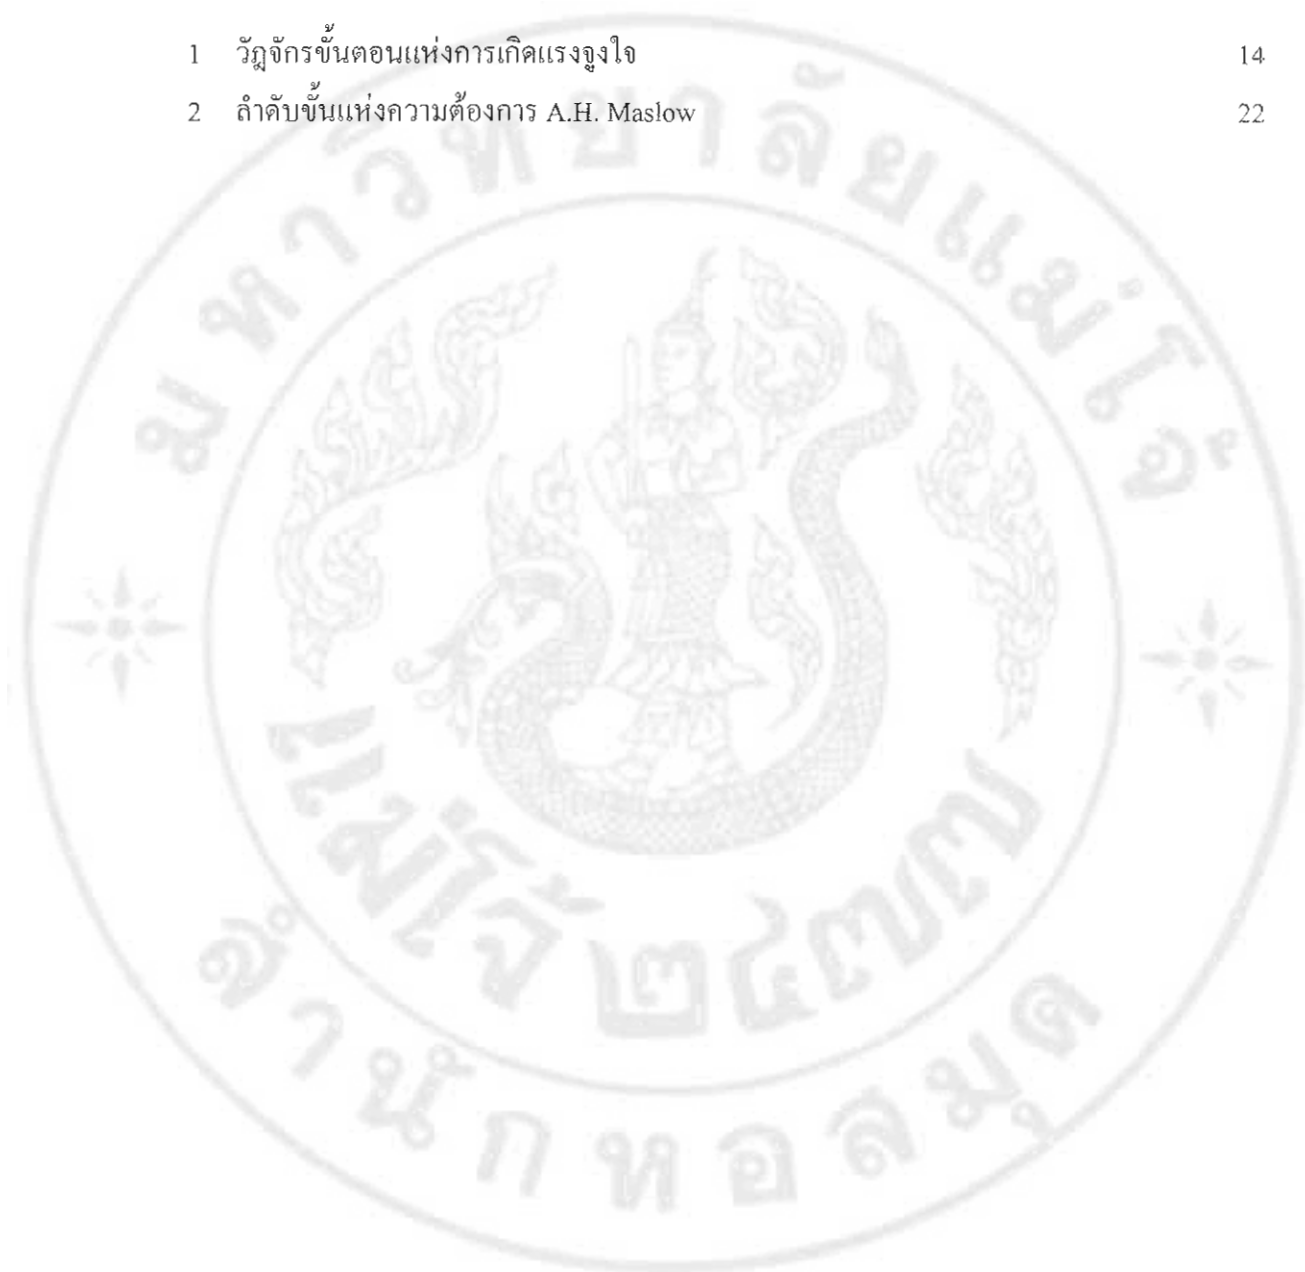 1 วัฎจักรขั้นตอนแห่งการเกิดแรงจูงใจ 14
2 ลำดับขั้นแห่งความต้องการ A.H. Maslow 22
มหาวิทยาลัยแม่โจ้
แม่โจ้ ๒๔๗๗
สำนักหอสมุด